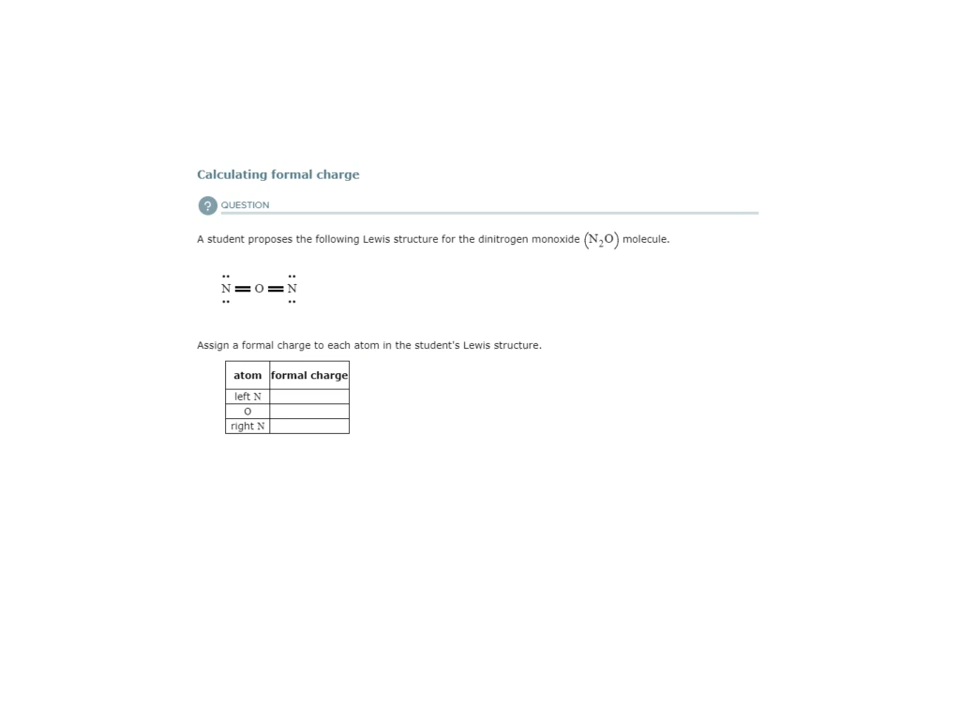 Calculating formal charge
? QUESTION
A student proposes the following Lewis structure for the dinitrogen monoxide (N₂O) molecule.
.. ..
N=O=N
.. ..
Assign a formal charge to each atom in the student's Lewis structure.
atom formal charge
left N
O
right N